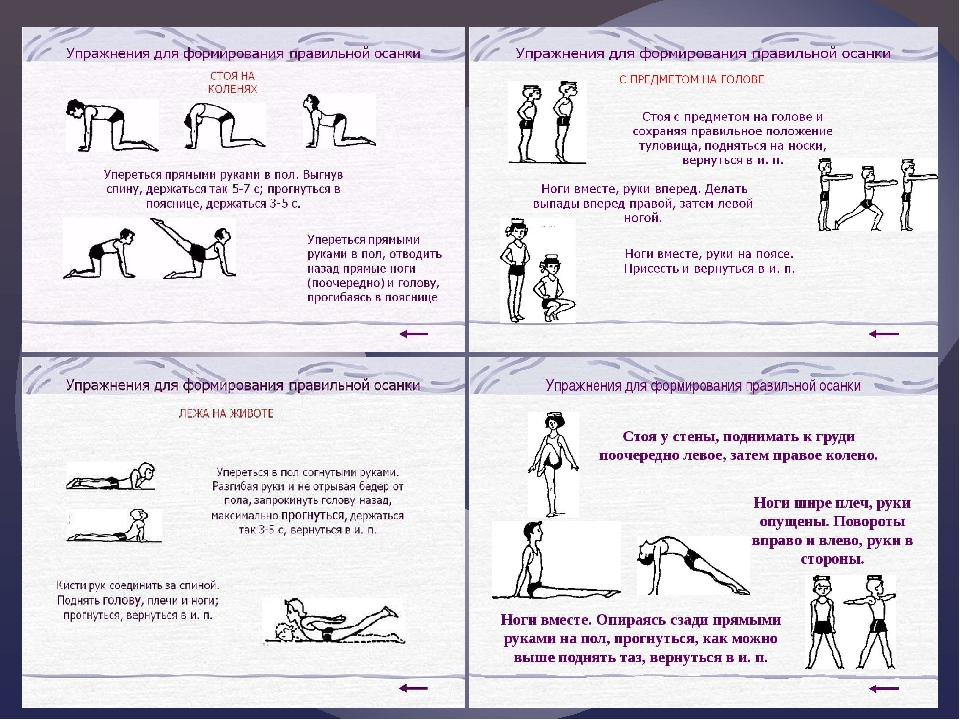 Упражнения для формирования правильной осанки
СТОЯ НА
КОЛЕНЯХ
Упереться прямыми руками в пол. Выгнув
спину, держаться так 5-7 с; прогнуться в
пояснице, держаться 3-5 с.
Упереться прямыми
руками в пол, отводить
назад прямые ноги
(поочередно) и голову,
прогибаясь в пояснице
Упражнения для формирования правильной осанки
С ПРЕДМЕТОМ НА ГОЛОВЕ
Стоя с предметом на голове и
сохраняя правильное положение
туловища, подняться на носки,
вернуться в и. п.
Ноги вместе, руки вперед. Делать
выпады вперед правой, затем левой
ногой.
Ноги вместе, руки на поясе.
Присесть и вернуться в и. п.
Упражнения для формирования правильной осанки
ЛЕЖА НА ЖИВОТЕ
Упереться в пол согнутыми руками.
Разгибая руки и не отрывая бедер от
пола, запрокинуть голову назад,
максимально прогнуться, держаться
так 3-5 с, вернуться в и. п.
Кисти рук соединить за спиной.
Поднять голову, плечи и ноги;
прогнуться, вернуться в и. п.
Упражнения для формирования правильной осанки
Стоя у стены, поднимать к груди
поочередно левое, затем правое колено.
Ноги шире плеч, руки
опущены. Повороты
вправо и влево, руки в
стороны.
Ноги вместе. Опираясь сзади прямыми
руками на пол, прогнуться, как можно
выше поднять таз, вернуться в и. п.